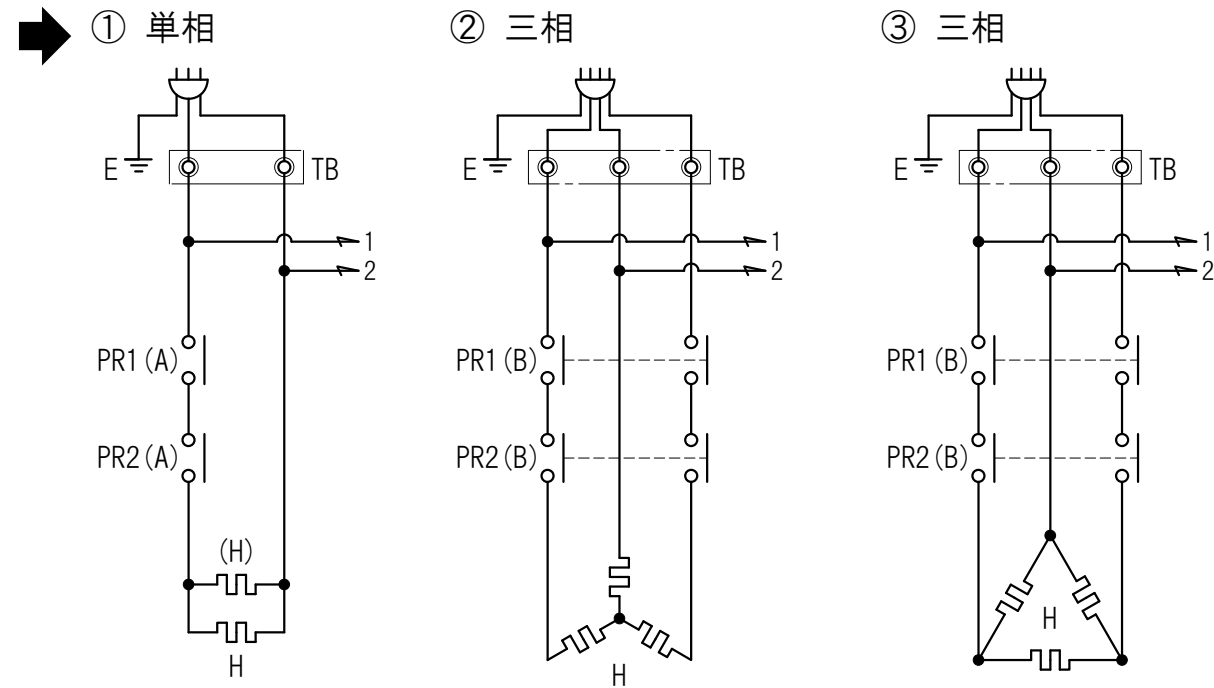 ① 単相
② 三相
③ 三相
E
TB
1
2
PR1(A)
PR2(A)
(H)
H
E
TB
1
2
PR1(B)
PR2(B)
H
E
TB
1
2
PR1(B)
PR2(B)
H